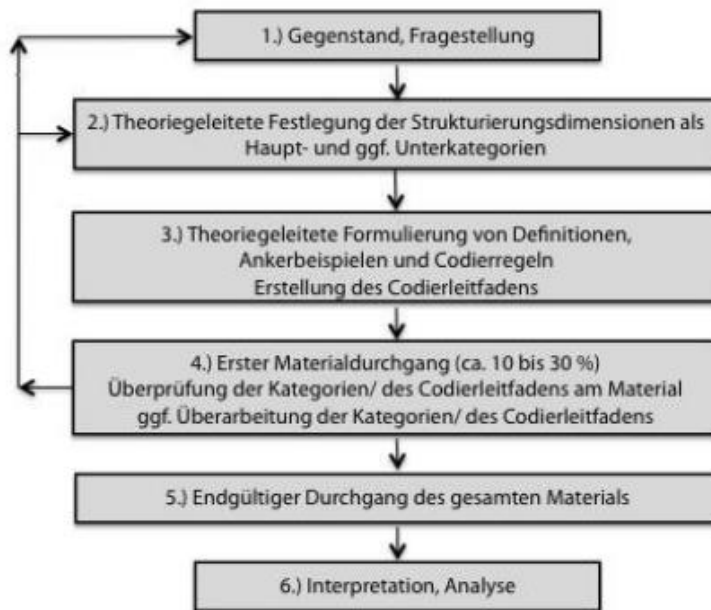 1.) Gegenstand, Fragestellung
2.) Theoriegeleitete Festlegung der Strukturierungsdimensionen als
Haupt- und ggf. Unterkategorien
3.) Theoriegeleitete Formulierung von Definitionen,
Ankerbeispielen und Codierregeln
Erstellung des Codierleitfadens
4.) Erster Materialdurchgang (ca. 10 bis 30 %)
Überprüfung der Kategorien/ des Codierleitfadens am Material
ggf. Überarbeitung der Kategorien/ des Codierleitfadens
5.) Endgültiger Durchgang des gesamten Materials
6.) Interpretation, Analyse